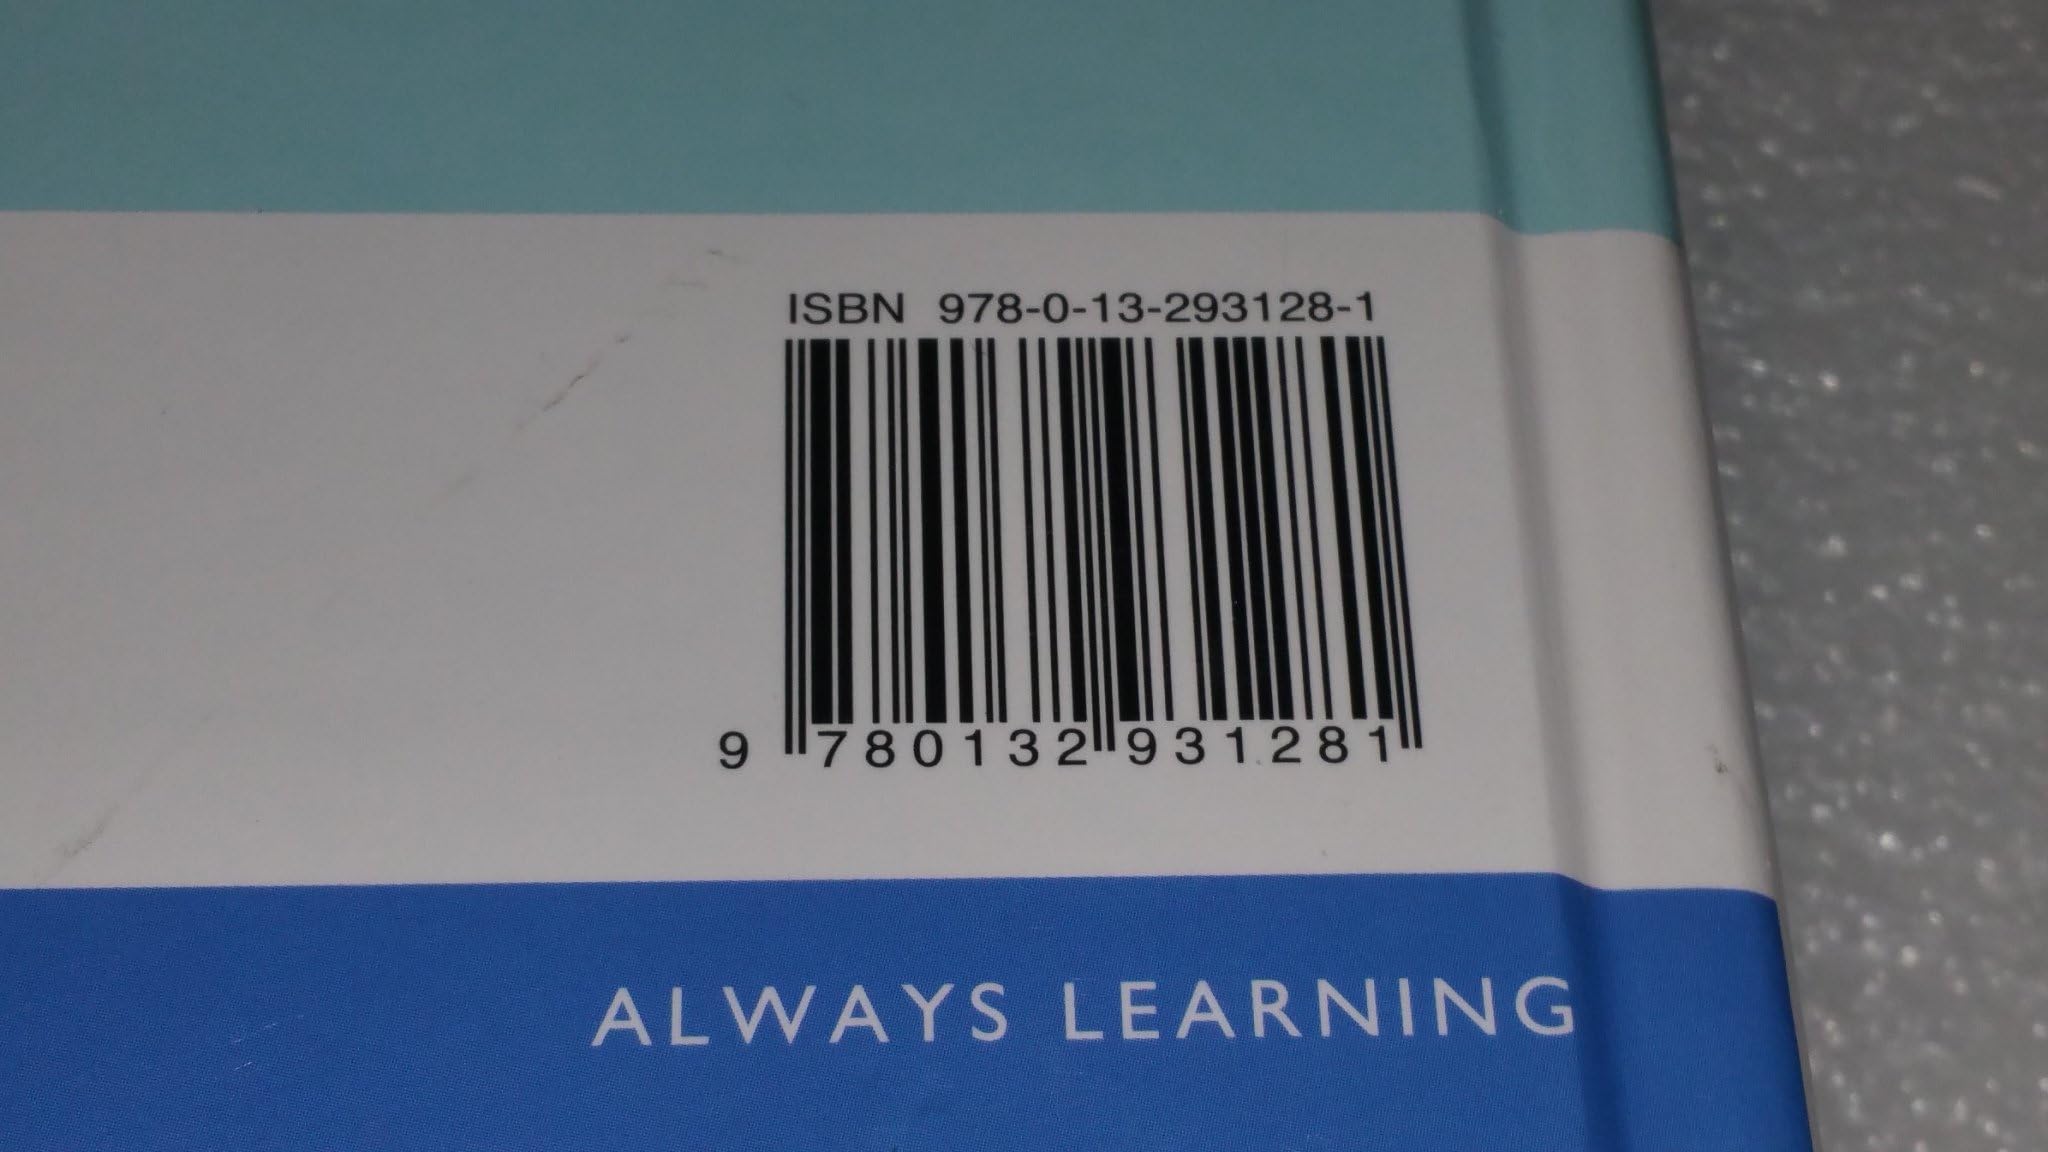 ISBN 978-0-13-293128-1
9 780132 931281
ALWAYS LEARNING